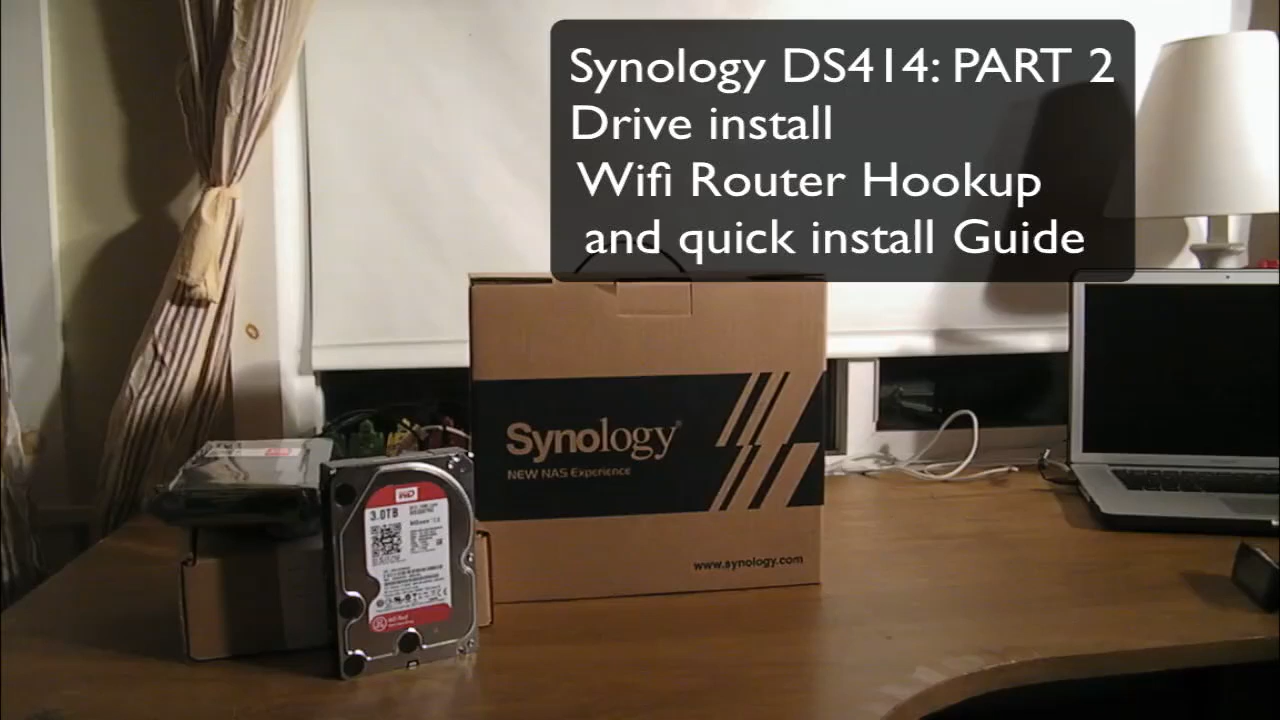 Synology DS414: PART 2
Drive install
Wifi Router Hookup
and quick install Guide
Synology
NEW NAS Experience
www.synology.com
WD
3.0TB